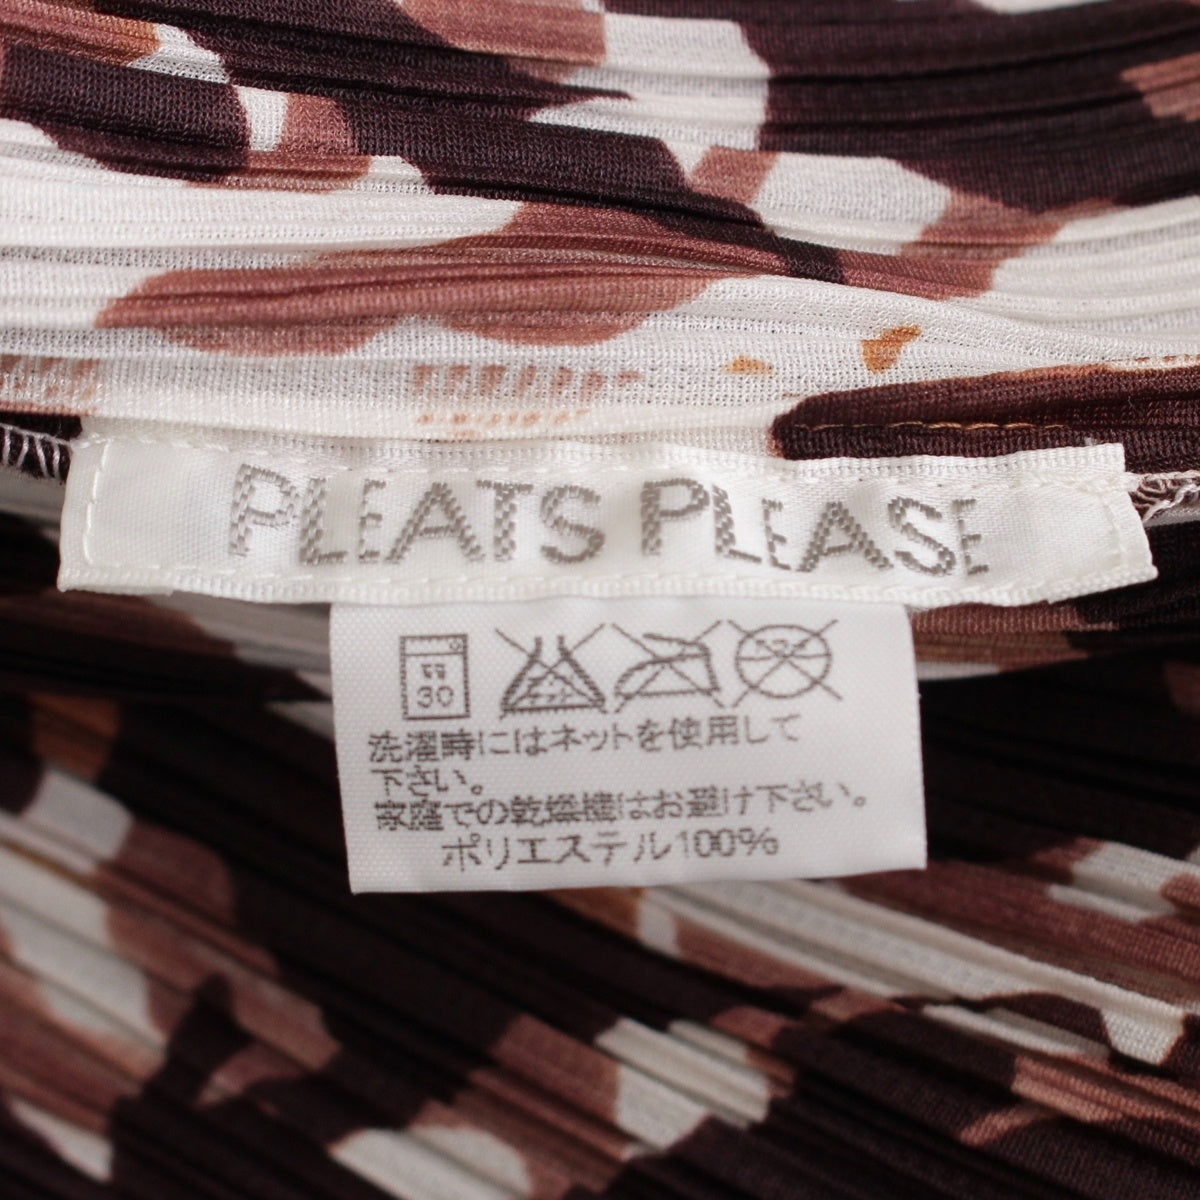 PLEATS PLEASE
30
洗濯時にはネットを使用して
下さい。
家庭での乾燥機はお避け下さい。
ポリエステル100%